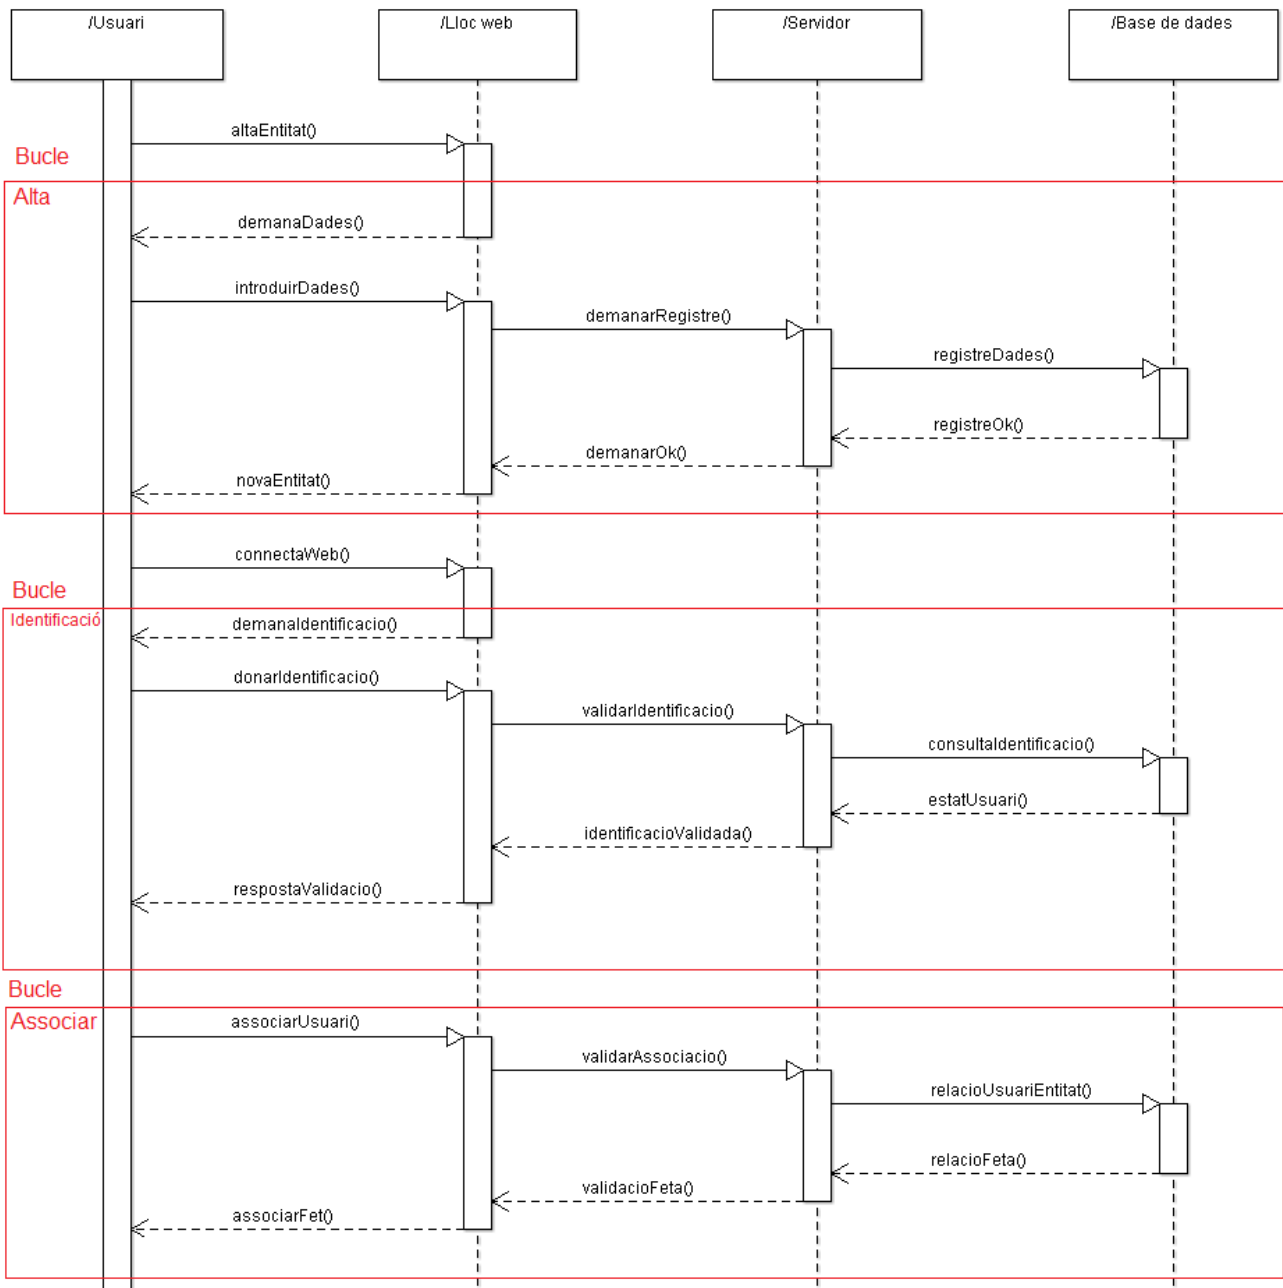 /Usuari
/Lloc web
/Servidor
/Base de dades
altaEntitat()
Bucle
Alta
demanaDades()
introduirDades()
demanarRegistre()
registreDades()
registreOk()
demanarOk()
novaEntitat()
connectaWeb()
Bucle
Identificació
demanaIdentificacio()
donarIdentificacio()
validarIdentificacio()
consultaIdentificacio()
estatUsuari()
identificacioValidada()
respostaValidacio()
Bucle
Associar
associarUsuari()
validarAssociacio()
relacioUsuariEntitat()
relacioFeta()
validacioFeta()
associarFet()